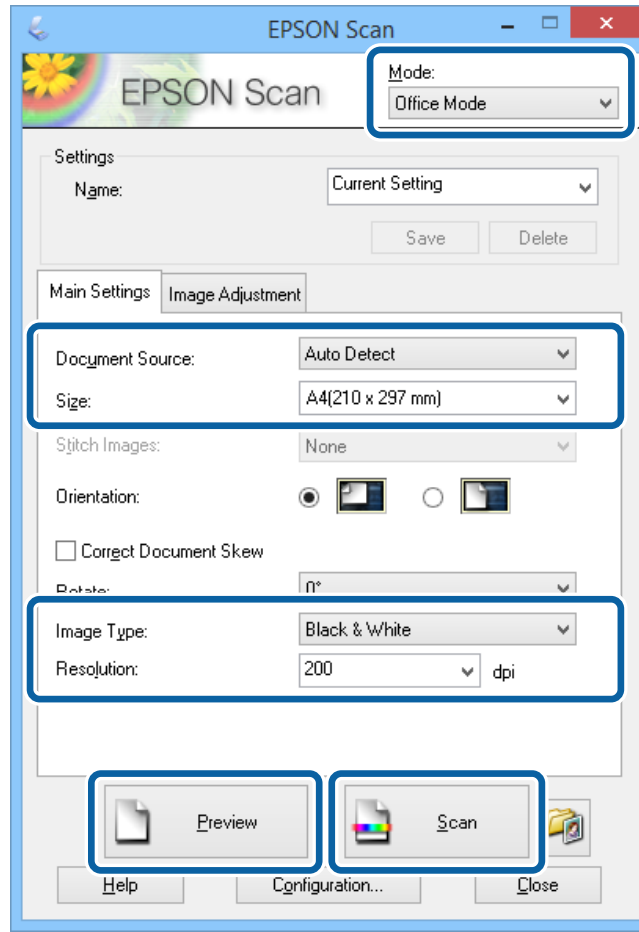 EPSON Scan
EPSON Scan
Mode:
Office Mode
Settings
Name:
Current Setting
Save Delete
Main Settings Image Adjustment
Document Source: Auto Detect
Size: A4(210 x 297 mm)
Stitch Images: None
Orientation:
Correct Document Skew
Rotate: 0°
Image Type: Black & White
Resolution: 200 dpi
Preview Scan
Help Configuration... Close